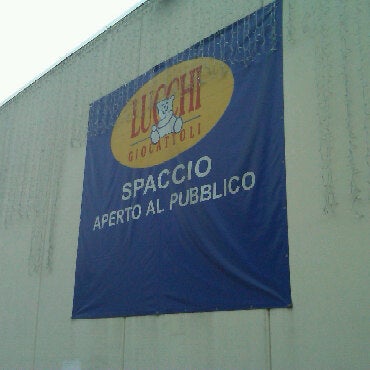 LUCCHI
GIOCATTOLI
SPACCIO
APERTO AL PUBBLICO